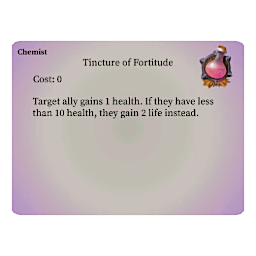 Chemist
Tincture of Fortitude
Cost: 0
Target ally gains 1 health. If they have less
than 10 health, they gain 2 life instead.